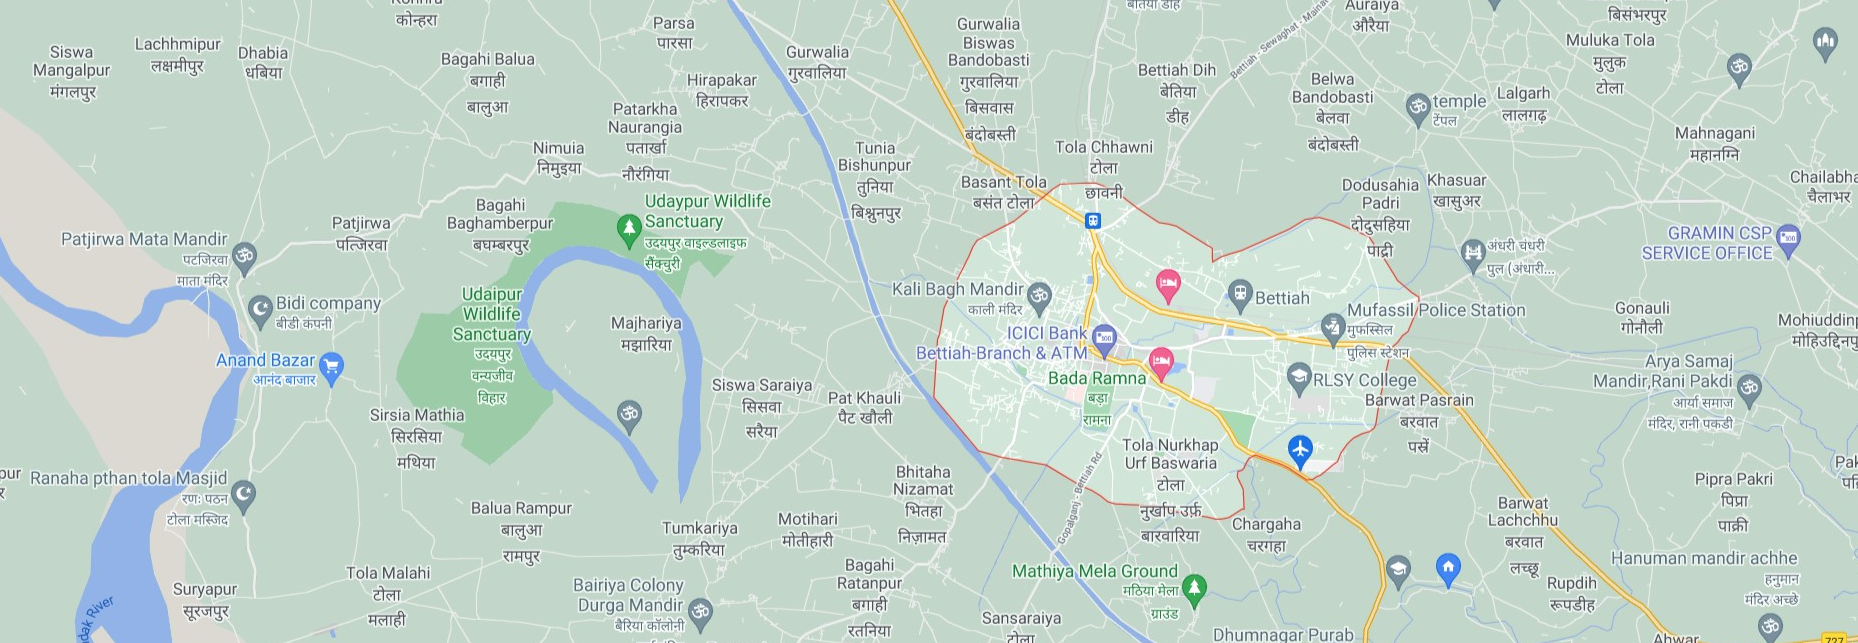 कोन्हरा
Parsa
पारसा
बेतिया डीह
Auraiya
औरैया
बिसंभरपुर
Siswa
Mangalpur
मंगलपुर
Lachhmipur
लक्षमीपुर
Dhabia
धबिया
Bagahi Balua
बगाही
बालुआ
Hirapakar
हिरापकर
Gurwalia
गुरवालिया
Gurwalia
Biswas
Bandobasti
गुरवालिया
बिसवास
बंदोबस्ती
Bettiah - Sewaghat - Mainat
Bettiah Dih
बेतिया
डीह
Belwa
Bandobasti
बेलवा
बंदोबस्ती
temple
टेंपल
Lalgarh
लालगढ़
Muluka Tola
मुलुक
टोला
Mahnagani
महानग्नि
Patarkha
Naurangia
पतार्खा
नौरंगिया
Nimuia
निमुइया
Tunia
Bishunpur
तुनिया
बिशुनपुर
Basant Tola
बसंत टोला
Tola Chhawni
टोला
छावनी
Dodusahia
Padri
दोदुसहिया
पाद्री
Khasuar
खासुअर
Chailabha
चैलाभर
Udaypur Wildlife
Sanctuary
उदयपुर वाइल्डलाइफ
सैंक्चुरी
Bagahi
Baghamberpur
बघम्बरपुर
Patjirwa
पत्जिरवा
Patjirwa Mata Mandir
पटजिरवा
माता मंदिर
GRAMIN CSP
SERVICE OFFICE
अंधरी चंधरी
पुल (अंधारी...
Bidi company
बीडी कंपनी
Udaipur
Wildlife
Sanctuary
उदयपुर
वन्यजीव
विहार
Majhariya
मझारिया
Kali Bagh Mandir
काली मंदिर
Bettiah
Mufassil Police Station
मुफस्सिल
पुलिस स्टेशन
Gonauli
गोनौली
Mohiuddinp
मोहिउद्दिनपु
ICICI Bank
Bettiah-Branch & ATM
Anand Bazar
आनंद बाजार
Bada Ramna
बड़ा
रामना
RLSY College
Arya Samaj
Mandir,Rani Pakdi
आर्या समाज
मंदिर, रानी पकडी
Siswa Saraiya
सिसवा
सरैया
Pat Khauli
पैट खौली
Sirsia Mathia
सिरसिया
मथिया
Barwat Pasrain
बरवात
पर्स्रे
Tola Nurkhap
Urf Baswaria
टोला
नुर्खाप उर्फ़
बारवारिया
Gopalganj - Bettiah Rd
Ranaha pthan tola Masjid
रणः पठन
टोला मस्जिद
Bhitaha
Nizamat
भितहा
निज़ामत
Pipra Pakri
पिप्रा
पाक्री
Balua Rampur
बालुआ
रामपुर
Tumkariya
तुम्करिया
Motihari
मोतीहारी
Chargaha
चरगहा
Barwat
Lachchhu
बरवात
लच्छू
Hanuman mandir achhe
हनुमान
मंदिर अच्छे
Suryapur
सूरजपुर
Tola Malahi
टोला
मलाही
Bairiya Colony
Durga Mandir
बैरिया कॉलोनी
Bagahi
Ratanpur
बगाही
रतनिया
Mathiya Mela Ground
मठिया मेला
ग्राउंड
Rupdih
रूपडीह
Sansaraiya
टोला
Dhumnagar Purab
Ahwar
727
dak River